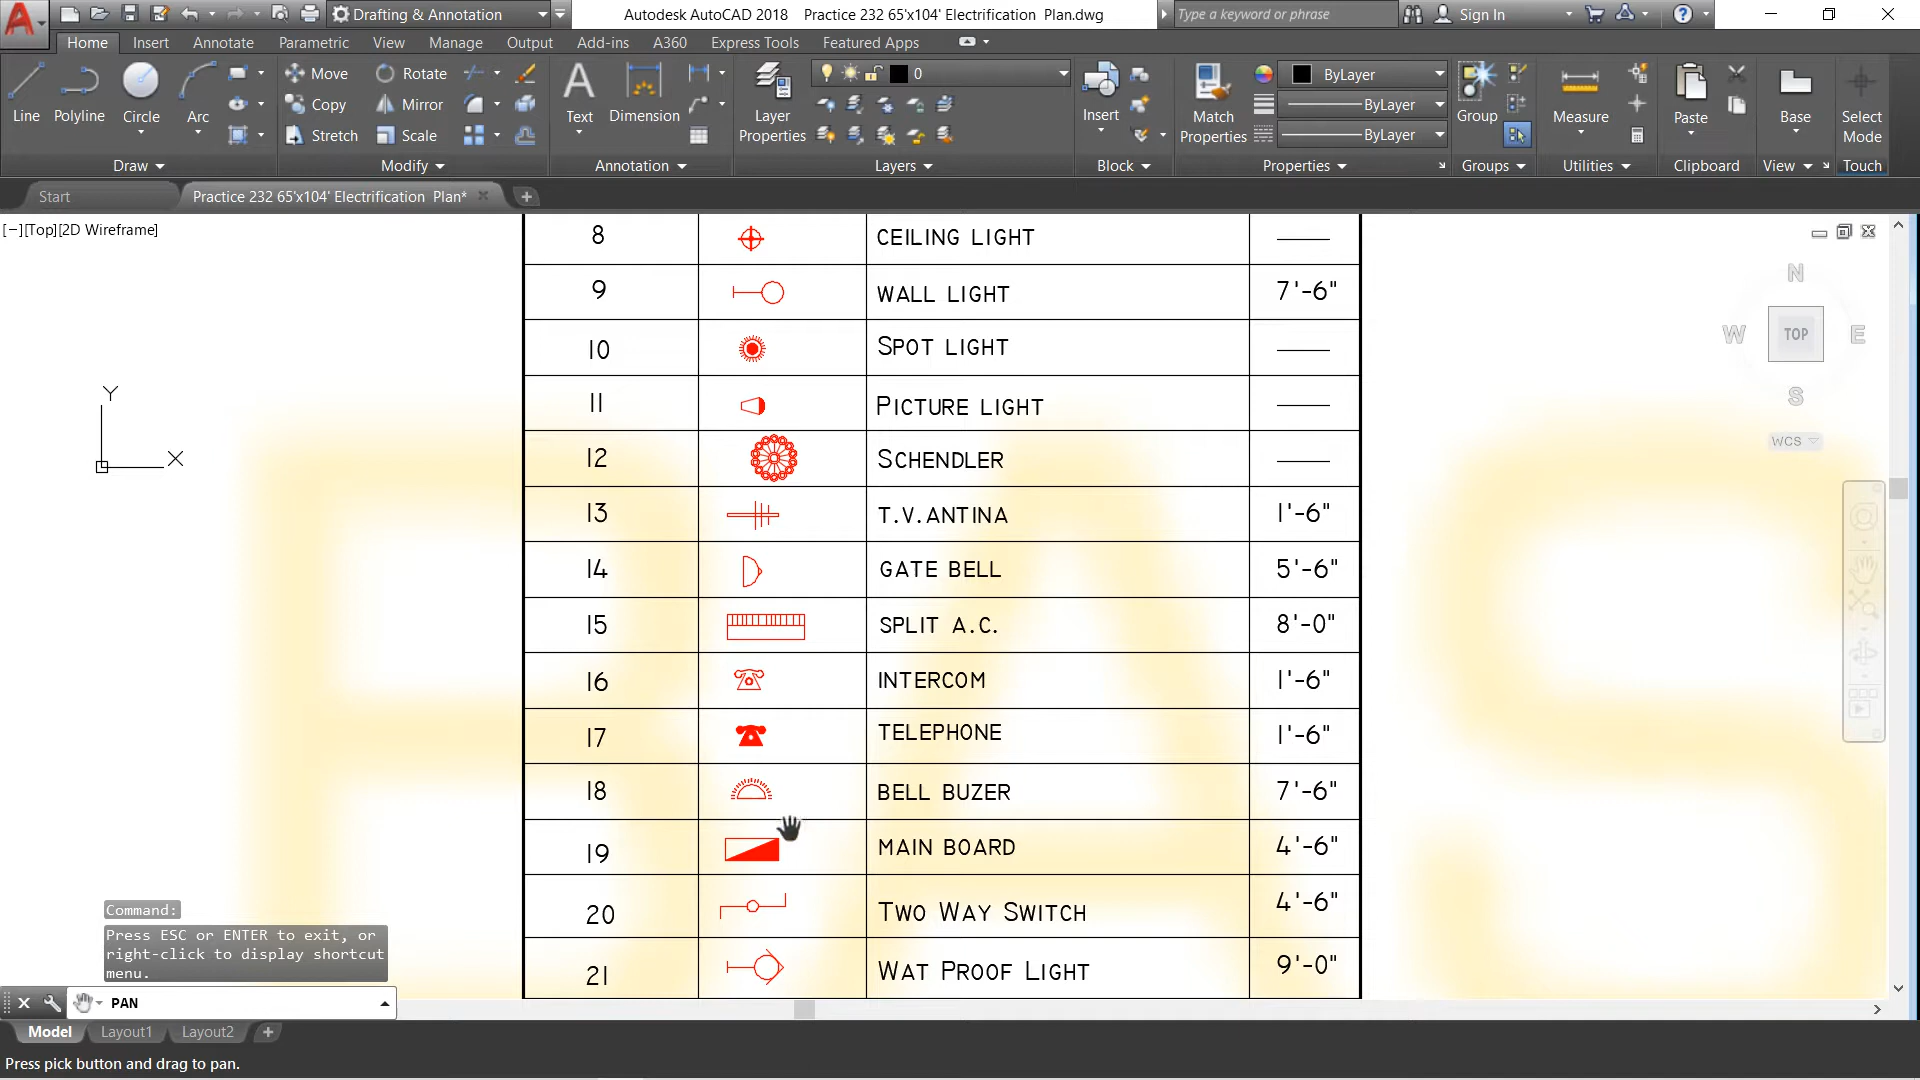 Drafting & Annotation
Autodesk AutoCAD 2018 Practice 232 65'x104' Electrification Plan.dwg
Type a keyword or phrase
Sign In
Home Insert Annotate Parametric View Manage Output Add-ins A360 Express Tools Featured Apps
Line Polyline Circle Arc
Move Rotate
Copy Mirror
Stretch Scale
Text Dimension
Layer Properties
0
Insert
Match Properties
ByLayer
ByLayer
ByLayer
Group
Measure
Paste
Base
Select Mode
Draw Modify Annotation Layers Block Properties Groups Utilities Clipboard View Touch
Start Practice 232 65'x104' Electrification Plan*
[−][Top][2D Wireframe]
N
W TOP E
S
WCS
Y
X
8 CEILING LIGHT
9 WALL LIGHT 7'-6"
10 SPOT LIGHT
11 PICTURE LIGHT
12 SCHENDLER
13 T.V.ANTINA 1'-6"
14 GATE BELL 5'-6"
15 SPLIT A.C. 8'-0"
16 INTERCOM 1'-6"
17 TELEPHONE 1'-6"
18 BELL BUZER 7'-6"
19 MAIN BOARD 4'-6"
20 TWO WAY SWITCH 4'-6"
21 WAT PROOF LIGHT 9'-0"
Command:
Press ESC or ENTER to exit, or
right-click to display shortcut
menu.
PAN
Model Layout1 Layout2
Press pick button and drag to pan.